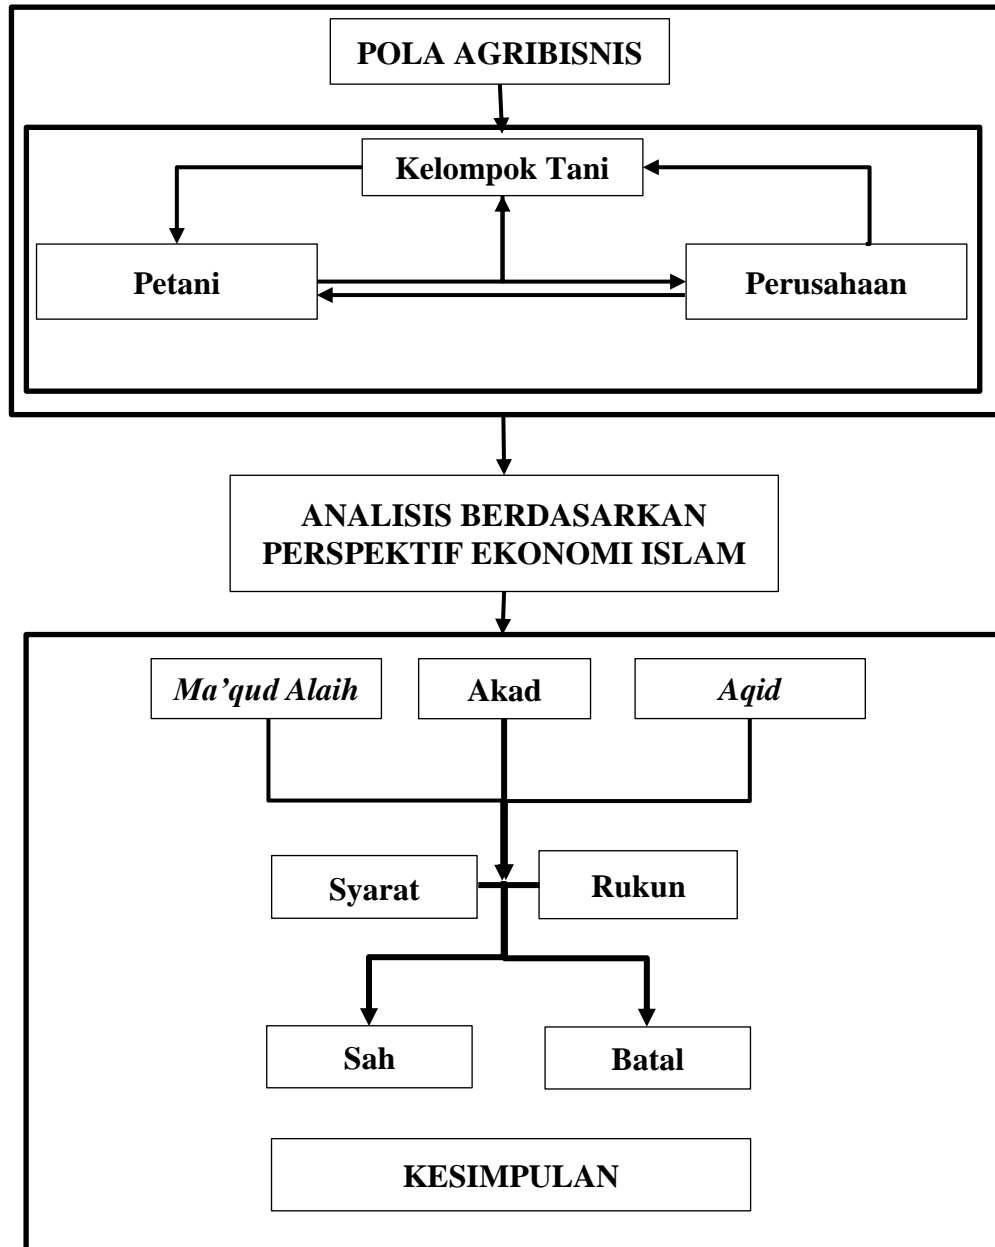 POLA AGRIBISNIS
Kelompok Tani
Petani
Perusahaan
ANALISIS BERDASARKAN
PERSPEKTIF EKONOMI ISLAM
Ma’qud Alaih
Akad
Aqid
Syarat
Rukun
Sah
Batal
KESIMPULAN